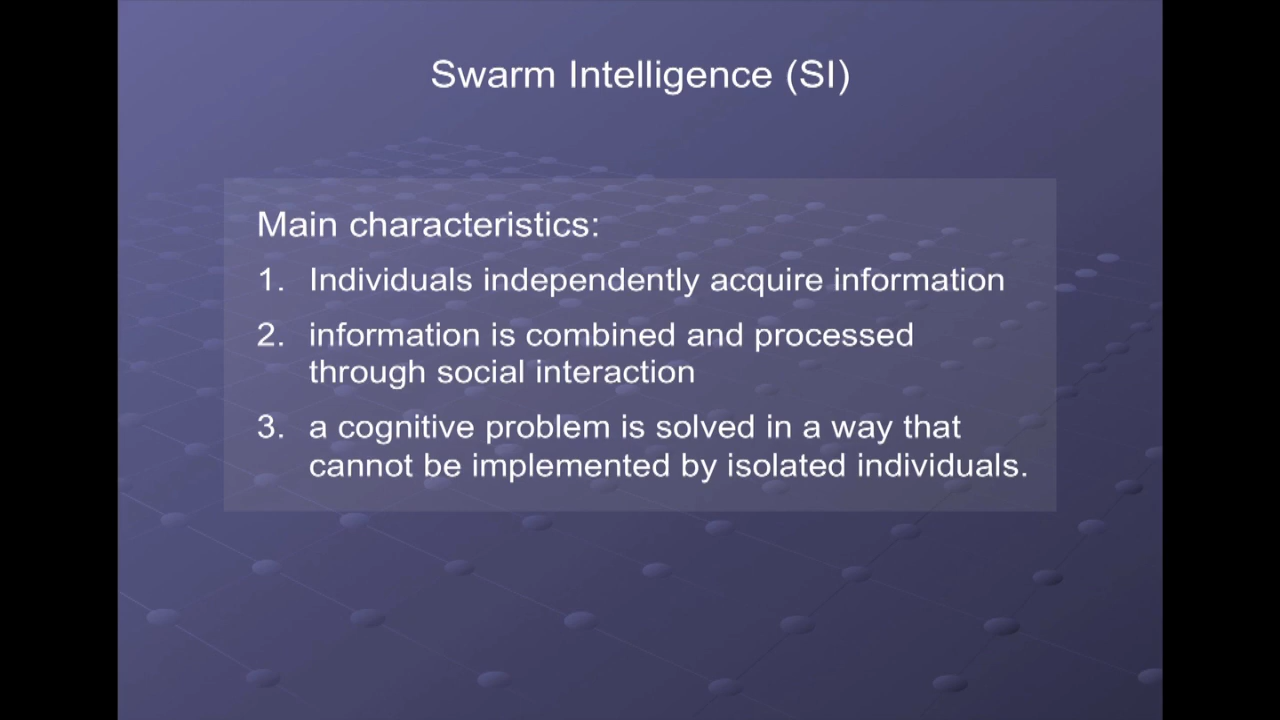 Swarm Intelligence (SI)
Main characteristics:
1. Individuals independently acquire information
2. information is combined and processed
through social interaction
3. a cognitive problem is solved in a way that
cannot be implemented by isolated individuals.